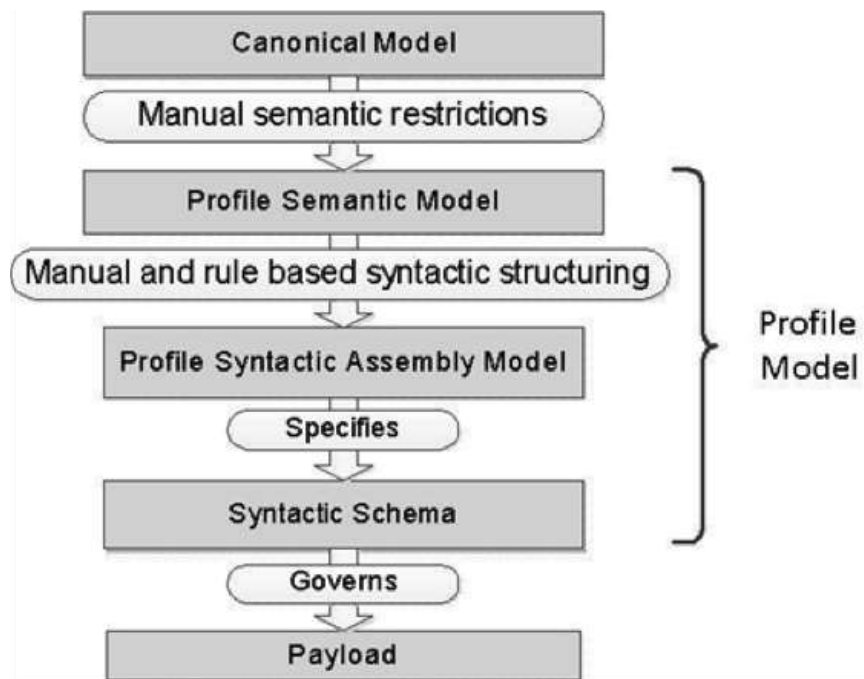 Canonical Model
Manual semantic restrictions
Profile Semantic Model
Manual and rule based syntactic structuring
Profile Syntactic Assembly Model
Specifies
Syntactic Schema
Governs
Payload
Profile
Model